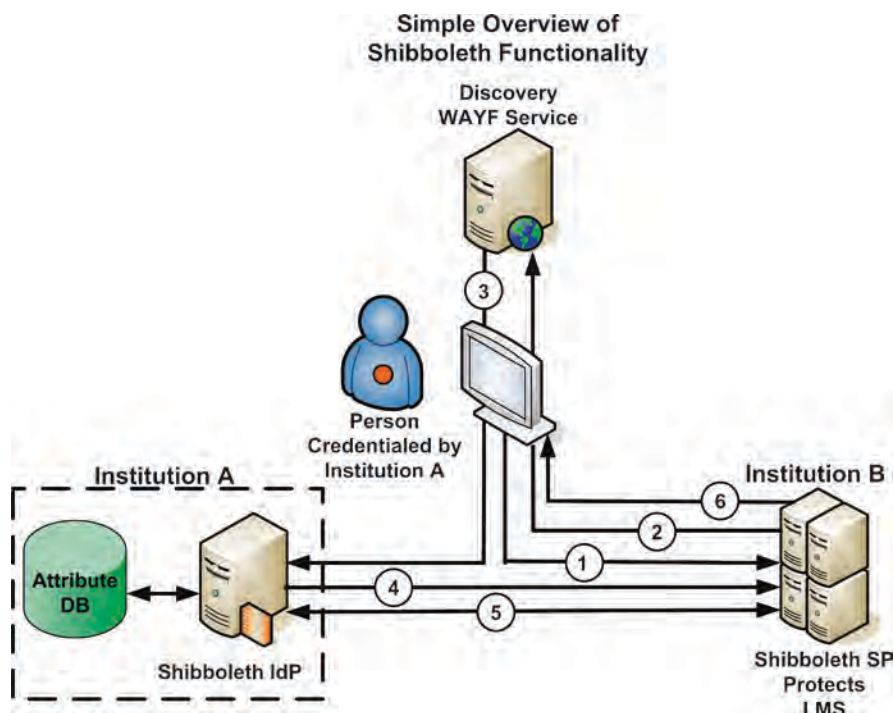 Simple Overview of
Shibboleth Functionality
Discovery
WAYF Service
3
Person
Credentialed by
Institution A
Institution A
Institution B
6
2
1
Attribute
DB
4
5
Shibboleth IdP
Shibboleth SP
Protects
LMS